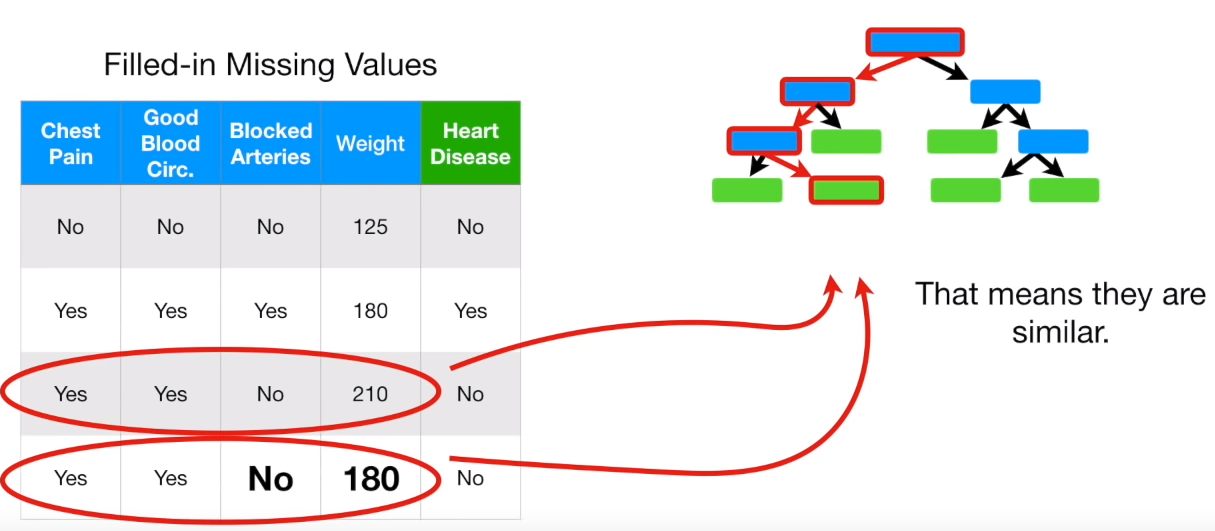 Filled-in Missing Values
Chest Pain
Good Blood Circ.
Blocked Arteries
Weight
Heart Disease
No No No 125 No
Yes Yes Yes 180 Yes
Yes Yes No 210 No
Yes Yes No 180 No
That means they are
similar.